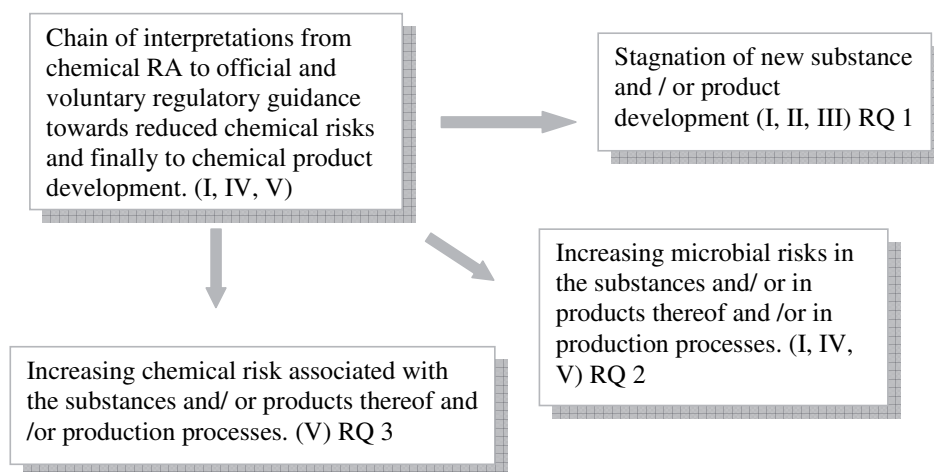 Chain of interpretations from
chemical RA to official and
voluntary regulatory guidance
towards reduced chemical risks
and finally to chemical product
development. (I, IV, V)
Stagnation of new substance
and / or product
development (I, II, III) RQ 1
Increasing microbial risks in
the substances and/ or in
products thereof and /or in
production processes. (I, IV,
V) RQ 2
Increasing chemical risk associated with
the substances and/ or products thereof and
/or production processes. (V) RQ 3